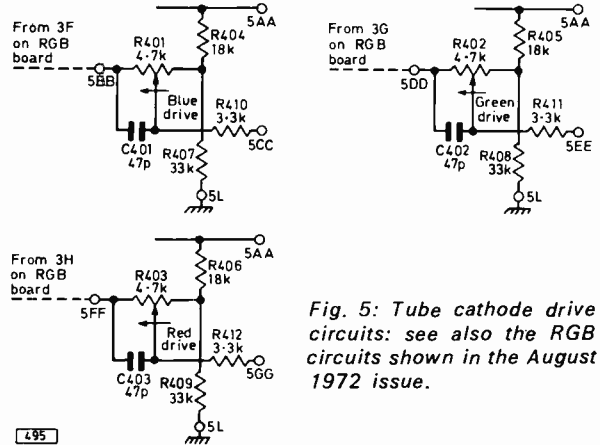 5AA
From 3F
on RGB
board
R401
4·7k
R404
18k
5BB
Blue
drive
R410
3·3k
5CC
C401
47p
R407
33k
5L
5AA
From 3G
on RGB
board
R402
4·7k
R405
18k
5DD
Green
drive
R411
3·3k
5EE
C402
47p
R408
33k
5L
5AA
From 3H
on RGB
board
R403
4·7k
R406
18k
5FF
Red
drive
R412
3·3k
5GG
C403
47p
R409
33k
5L
495
Fig. 5: Tube cathode drive
circuits: see also the RGB
circuits shown in the August
1972 issue.